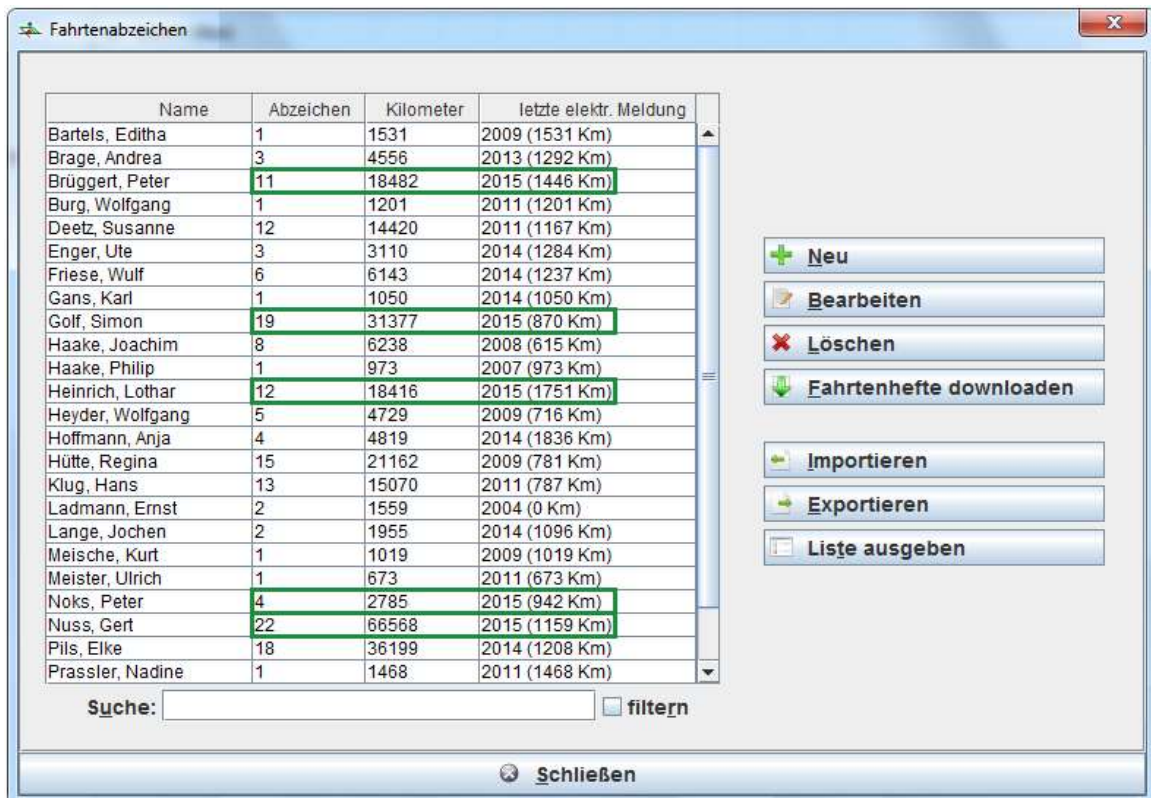 Fahrtenabzeichen
Name Abzeichen Kilometer letzte elektr. Meldung
Bartels, Editha 1 1531 2009 (1531 Km)
Brage, Andrea 3 4556 2013 (1292 Km)
Brüggert, Peter 11 18482 2015 (1446 Km)
Burg, Wolfgang 1 1201 2011 (1201 Km)
Deetz, Susanne 12 14420 2011 (1167 Km)
Enger, Ute 3 3110 2014 (1284 Km)
Friese, Wulf 6 6143 2014 (1237 Km)
Gans, Karl 1 1050 2014 (1050 Km)
Golf, Simon 19 31377 2015 (870 Km)
Haake, Joachim 8 6238 2008 (615 Km)
Haake, Philip 1 973 2007 (973 Km)
Heinrich, Lothar 12 18416 2015 (1751 Km)
Heyder, Wolfgang 5 4729 2009 (716 Km)
Hoffmann, Anja 4 4819 2014 (1836 Km)
Hütte, Regina 15 21162 2009 (781 Km)
Klug, Hans 13 15070 2011 (787 Km)
Ladmann, Ernst 2 1559 2004 (0 Km)
Lange, Jochen 2 1955 2014 (1096 Km)
Meische, Kurt 1 1019 2009 (1019 Km)
Meister, Ulrich 1 673 2011 (673 Km)
Noks, Peter 4 2785 2015 (942 Km)
Nuss, Gert 22 66568 2015 (1159 Km)
Pils, Elke 18 36199 2014 (1208 Km)
Prassler, Nadine 1 1468 2011 (1468 Km)
Suche: filtern
Neu
Bearbeiten
Löschen
Fahrtenhefte downloaden
Importieren
Exportieren
Liste ausgeben
Schließen